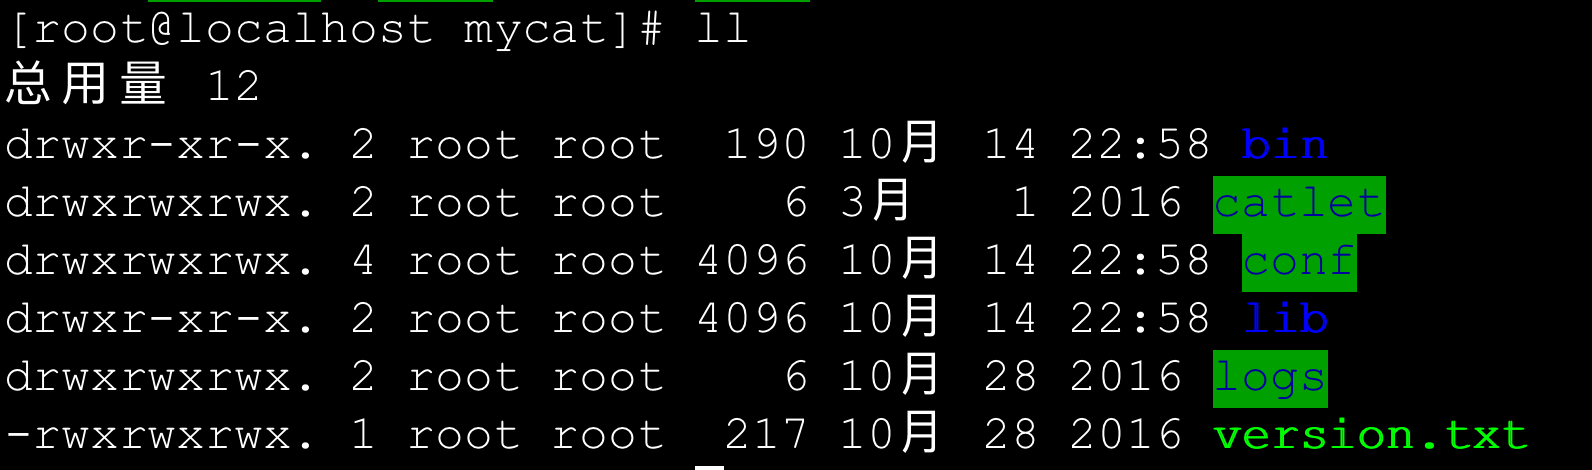 [root@localhost mycat]# ll
总用量 12
drwxr-xr-x. 2 root root  190 10月 14 22:58 bin
drwxrwxrwx. 2 root root    6 3月   1 2016 catlet
drwxrwxrwx. 4 root root 4096 10月 14 22:58 conf
drwxr-xr-x. 2 root root 4096 10月 14 22:58 lib
drwxrwxrwx. 2 root root    6 10月 28 2016 logs
-rwxrwxrwx. 1 root root  217 10月 28 2016 version.txt